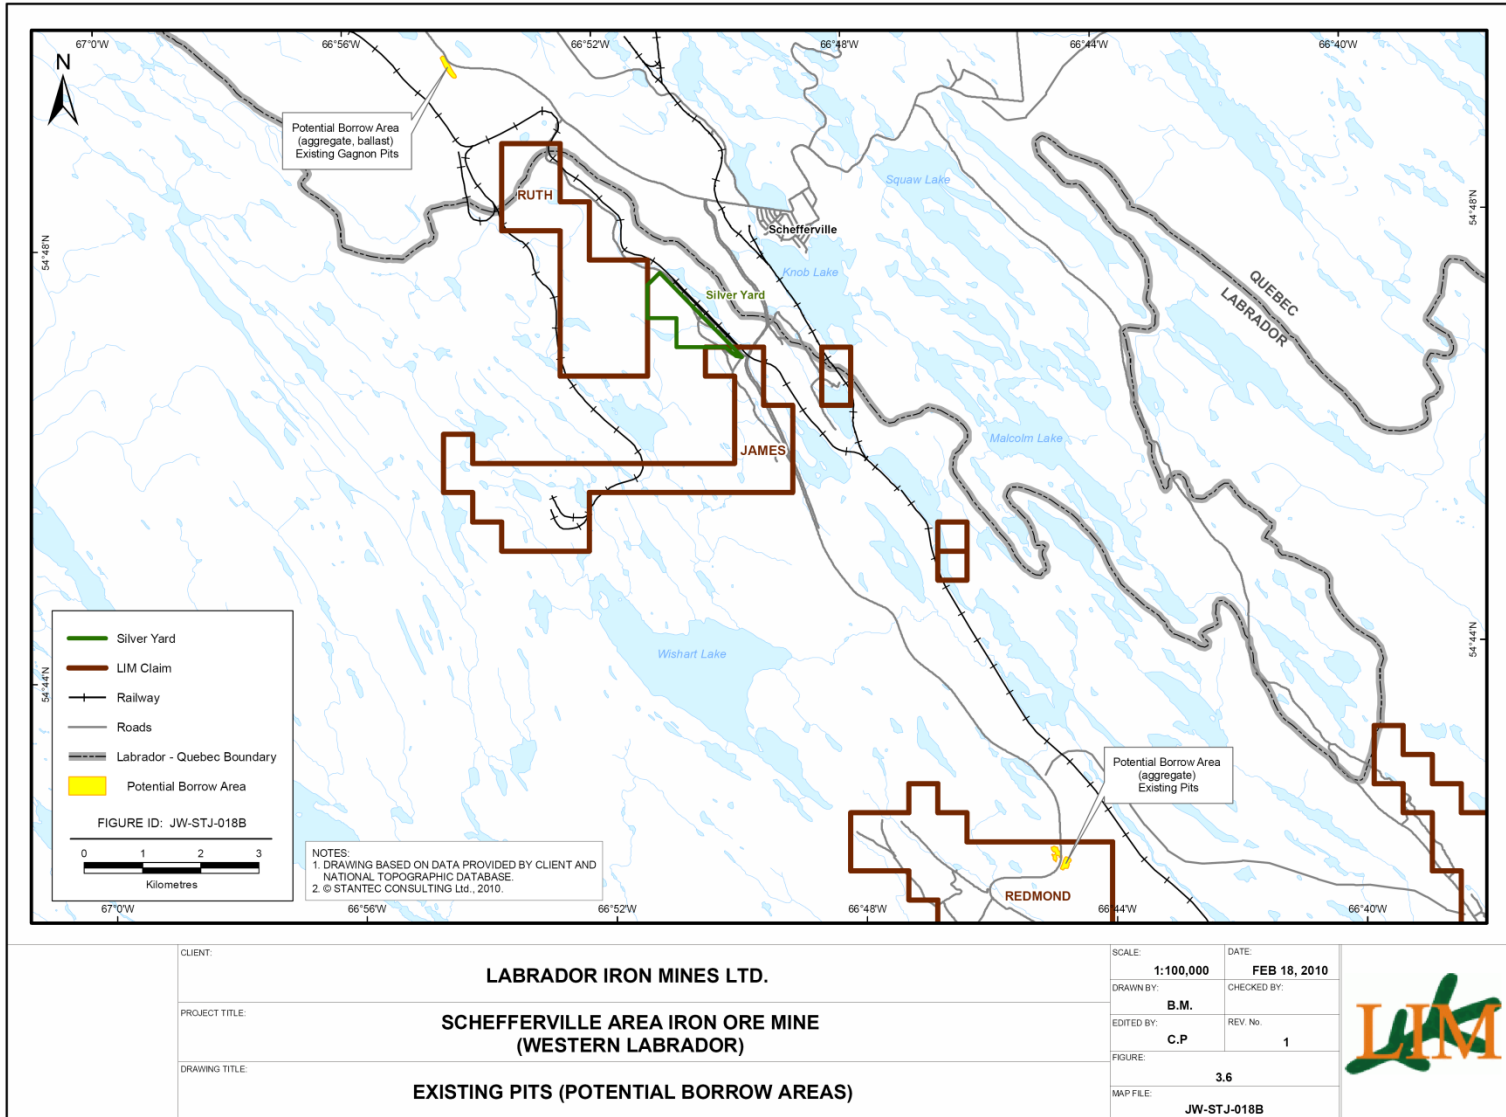 67°0'W
66°56'W
66°52'W
66°48'W
66°44'W
66°40'W
N
Potential Borrow Area
(aggregate, ballast)
Existing Gagnon Pits
RUTH
Squaw Lake
54°48'N
54°48'N
Schefferville
Knob Lake
Silver Yard
QUEBEC
LABRADOR
JAMES
Malcolm Lake
Wishart Lake
54°44'N
54°44'N
Silver Yard
LIM Claim
Railway
Roads
Labrador - Quebec Boundary
Potential Borrow Area
FIGURE ID: JW-STJ-018B
0 1 2 3
Kilometres
NOTES:
1. DRAWING BASED ON DATA PROVIDED BY CLIENT AND
NATIONAL TOPOGRAPHIC DATABASE.
2. © STANTEC CONSULTING Ltd., 2010.
Potential Borrow Area
(aggregate)
Existing Pits
REDMOND
67°0'W
66°56'W
66°52'W
66°48'W
66°44'W
66°40'W
CLIENT:
LABRADOR IRON MINES LTD.
PROJECT TITLE:
SCHEFFERVILLE AREA IRON ORE MINE
(WESTERN LABRADOR)
DRAWING TITLE:
EXISTING PITS (POTENTIAL BORROW AREAS)
SCALE:
1:100,000
DATE:
FEB 18, 2010
DRAWN BY:
B.M.
CHECKED BY:
EDITED BY:
C.P
REV. No.
1
FIGURE:
3.6
MAP FILE:
JW-STJ-018B
LIM